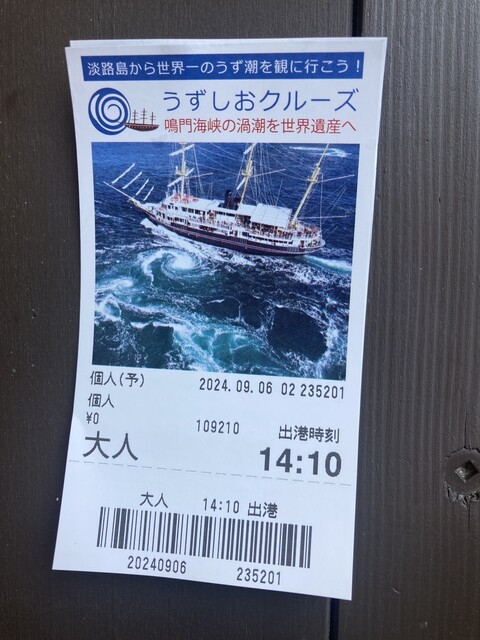 淡路島から世界一のうず潮を観に行こう！
うずしおクルーズ
鳴門海峡の渦潮を世界遺産へ
個人(予) 2024.09.06 02 235201
個人
¥0 109210 出港時刻
大人 14:10
大人 14:10 出港
20240906 235201